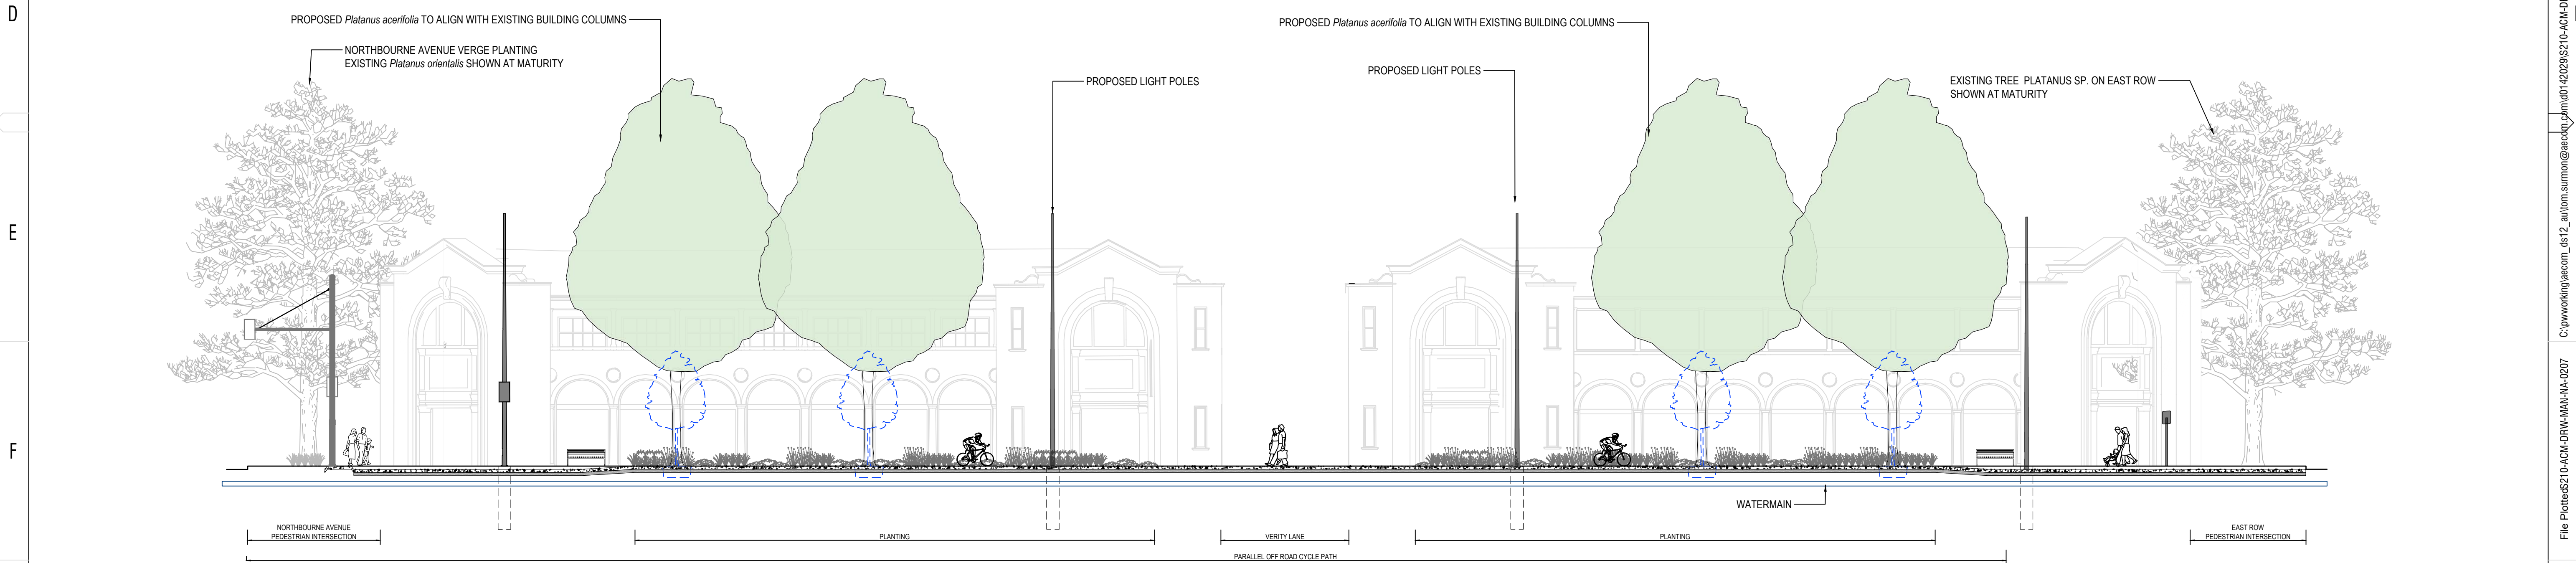 D
PROPOSED Platanus acerifolia TO ALIGN WITH EXISTING BUILDING COLUMNS
PROPOSED Platanus acerifolia TO ALIGN WITH EXISTING BUILDING COLUMNS
NORTHBOURNE AVENUE VERGE PLANTING
EXISTING Platanus orientalis SHOWN AT MATURITY
PROPOSED LIGHT POLES
PROPOSED LIGHT POLES
EXISTING TREE PLATANUS SP. ON EAST ROW
SHOWN AT MATURITY
E
F
WATERMAIN
NORTHBOURNE AVENUE
PEDESTRIAN INTERSECTION
PLANTING
VERITY LANE
PLANTING
EAST ROW
PEDESTRIAN INTERSECTION
PARALLEL OFF ROAD CYCLE PATH
File Plotted
S210-ACM-DRW-MAN-NA-0207